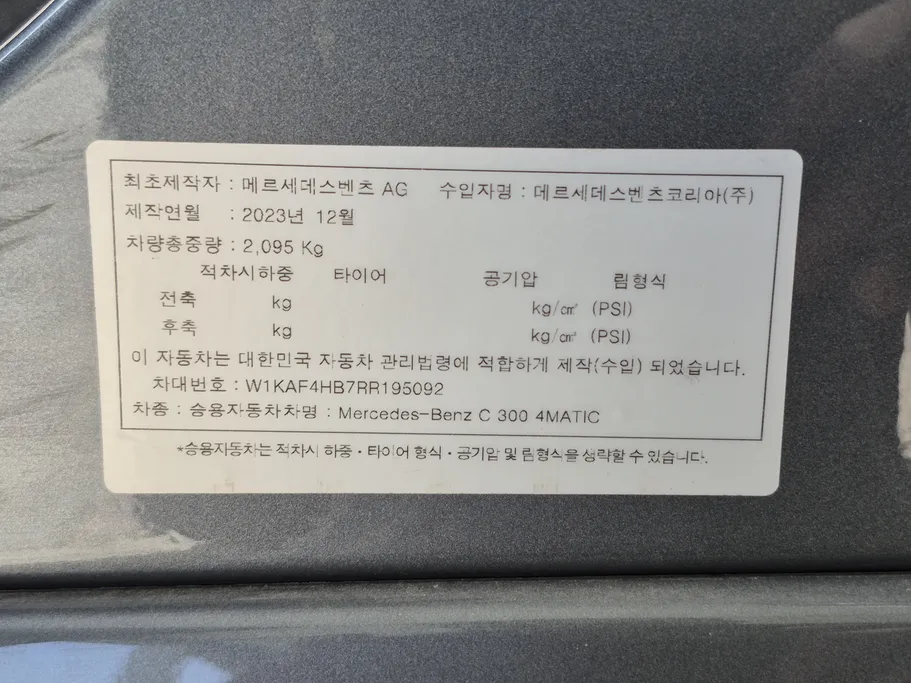 최초제작자 : 메르세데스벤츠 AG 수입자명 : 메르세데스벤츠코리아(주)
제작연월 : 2023년 12월
차량총중량 : 2,095 Kg
적차시하중 타이어 공기압 림형식
전축 kg kg/㎠ (PSI)
후축 kg kg/㎠ (PSI)
이 자동차는 대한민국 자동차 관리법령에 적합하게 제작(수입) 되었습니다.
차대번호 : W1KAF4HB7RR195092
차종 : 승용자동차차명 : Mercedes-Benz C 300 4MATIC
*승용자동차는 적차시 하중·타이어 형식·공기압 및 림형식을 생략할 수 있습니다.